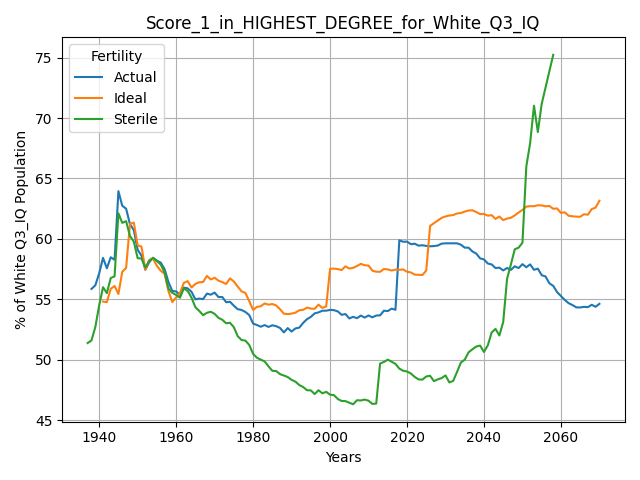 Score_1_in_HIGHEST_DEGREE_for_White_Q3_IQ
Fertility
Actual
Ideal
Sterile
% of White Q3_IQ Population
75
70
65
60
55
50
45
1940
1960
1980
2000
2020
2040
2060
Years